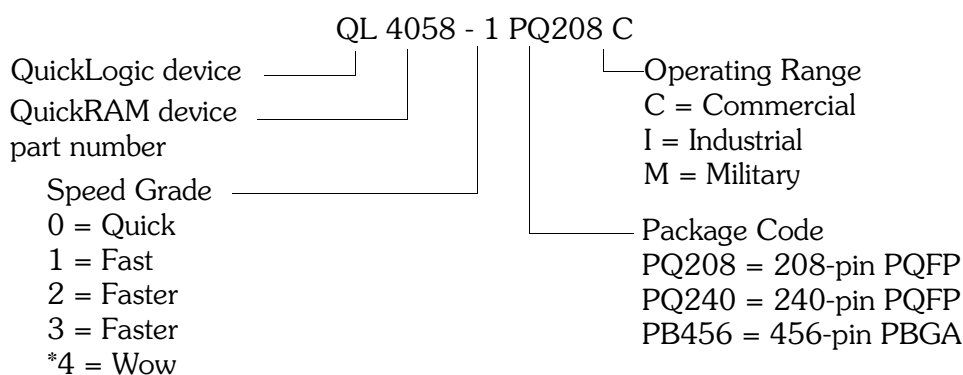 QL 4058 - 1 PQ208 C
QuickLogic device
QuickRAM device
part number
Speed Grade
0 = Quick
1 = Fast
2 = Faster
3 = Faster
*4 = Wow
Operating Range
C = Commercial
I = Industrial
M = Military
Package Code
PQ208 = 208-pin PQFP
PQ240 = 240-pin PQFP
PB456 = 456-pin PBGA